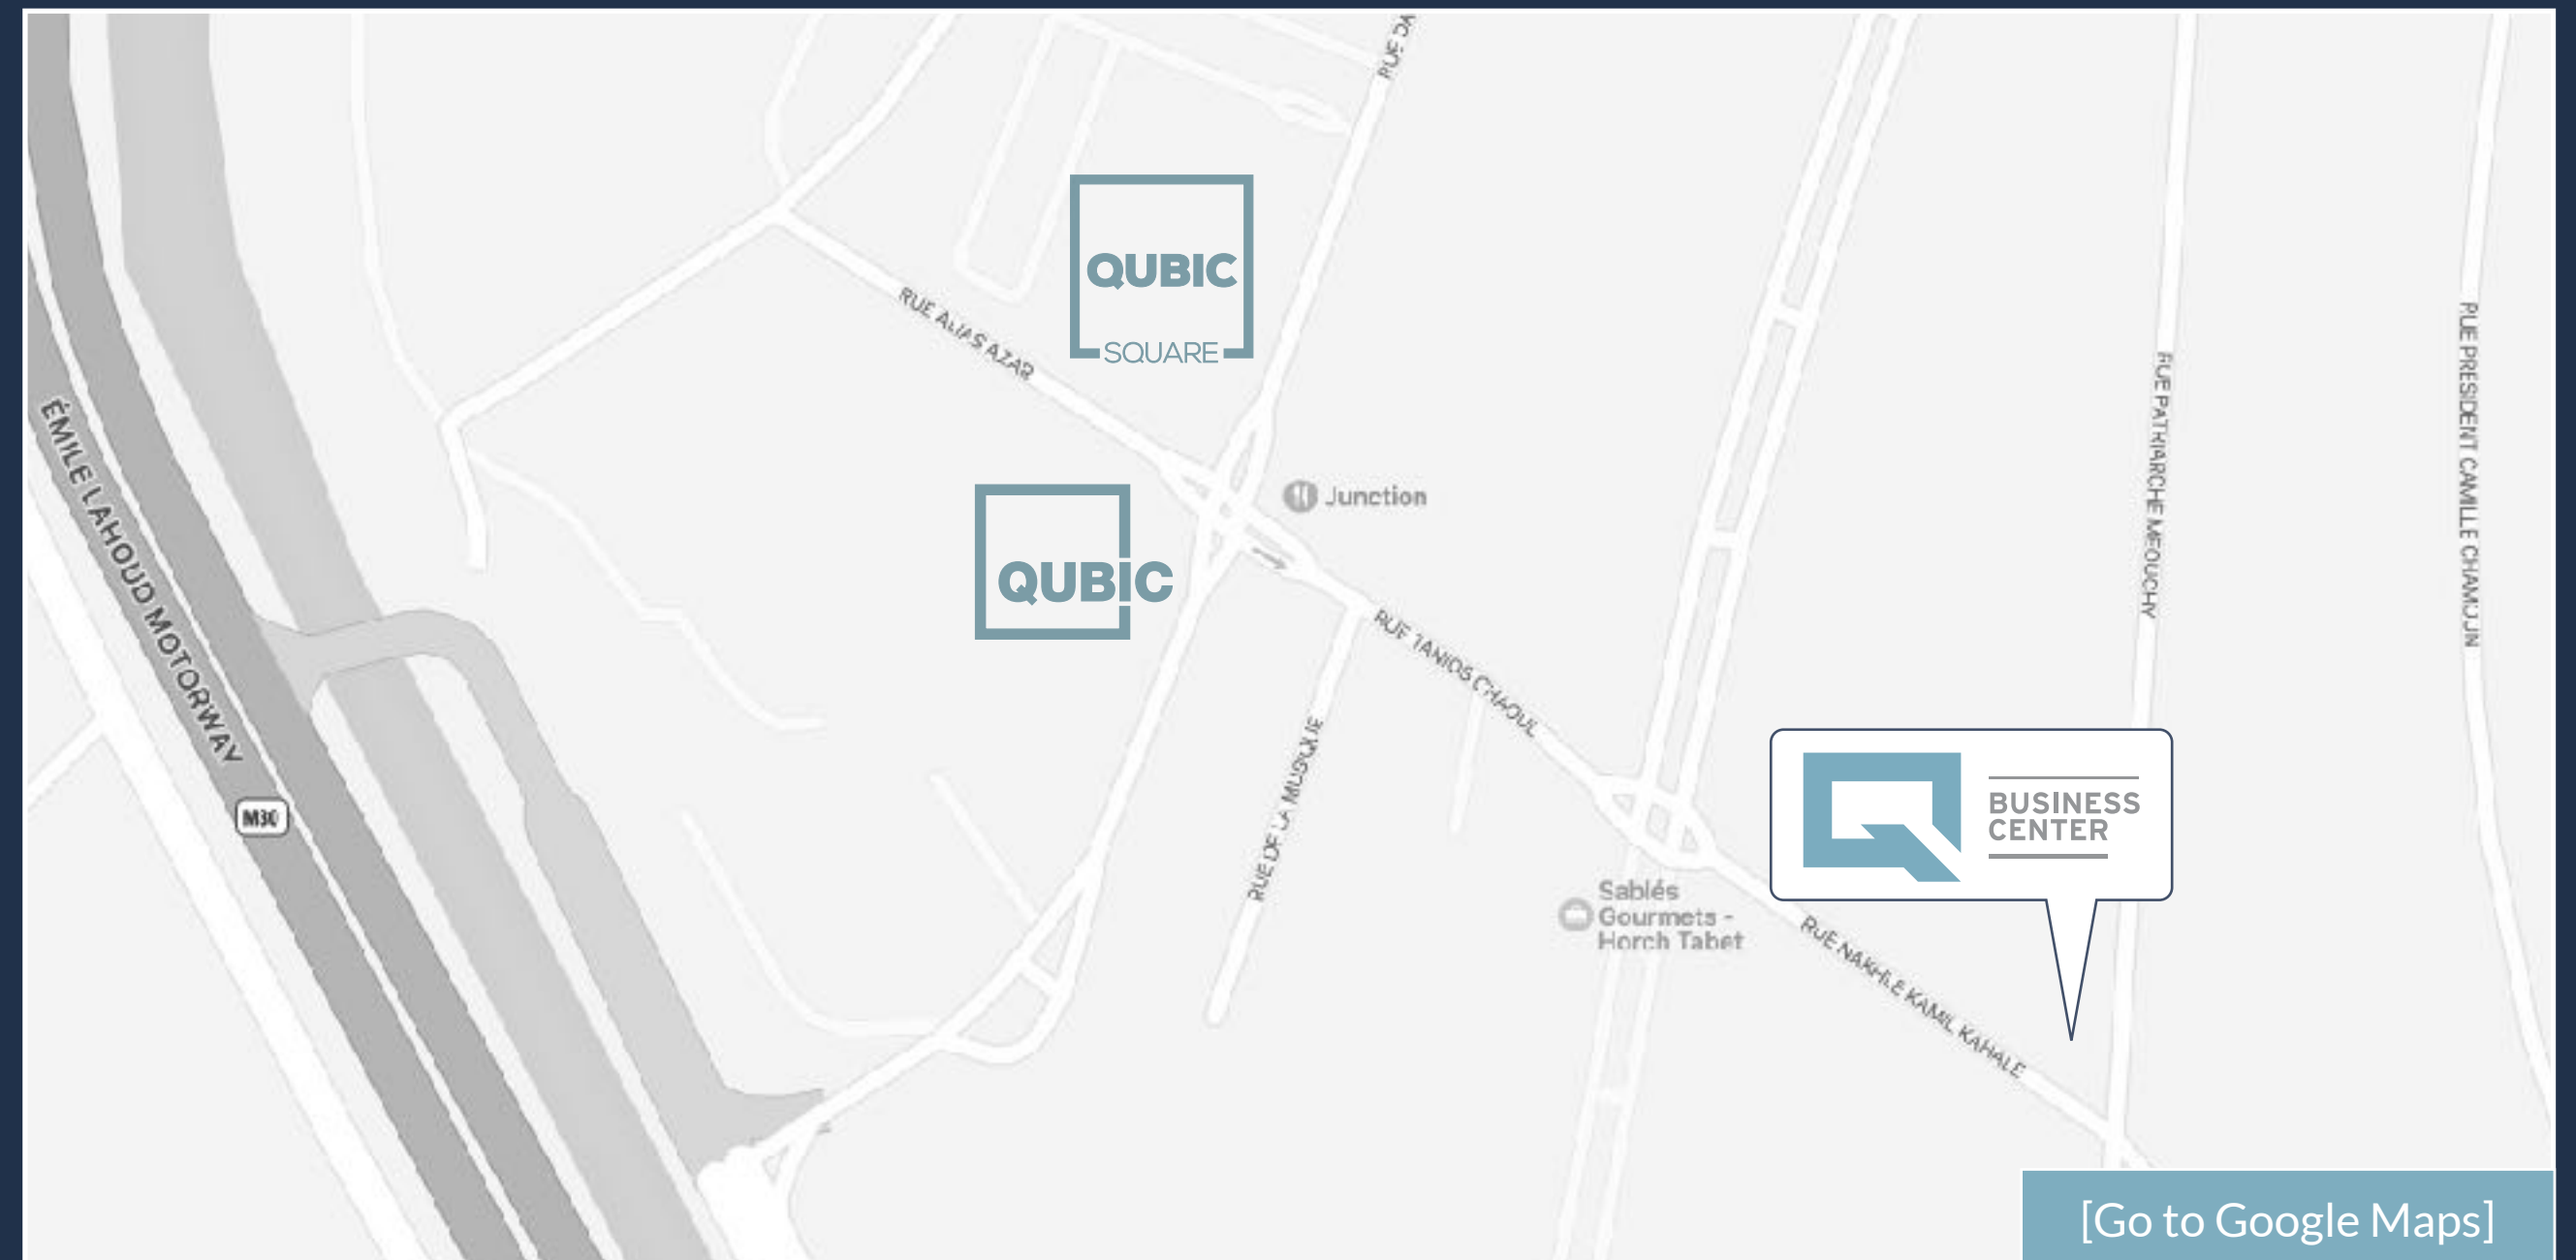 RUE DA
QUBIC
SQUARE
RUE ALIAS AZAR
RUE PRESIDENT CAMILLE CHAMOUN
RUE PATRIARCHE MEOUCHY
ÉMILE LAHOUD MOTORWAY
Junction
QUBIC
RUE TANIOS CHAOUL
RUE DE LA MUSIQUE
M30
BUSINESS
CENTER
Sablés
Gourmets -
Horch Tabet
RUE NAKHLE KAMIL KAHALE
[Go to Google Maps]